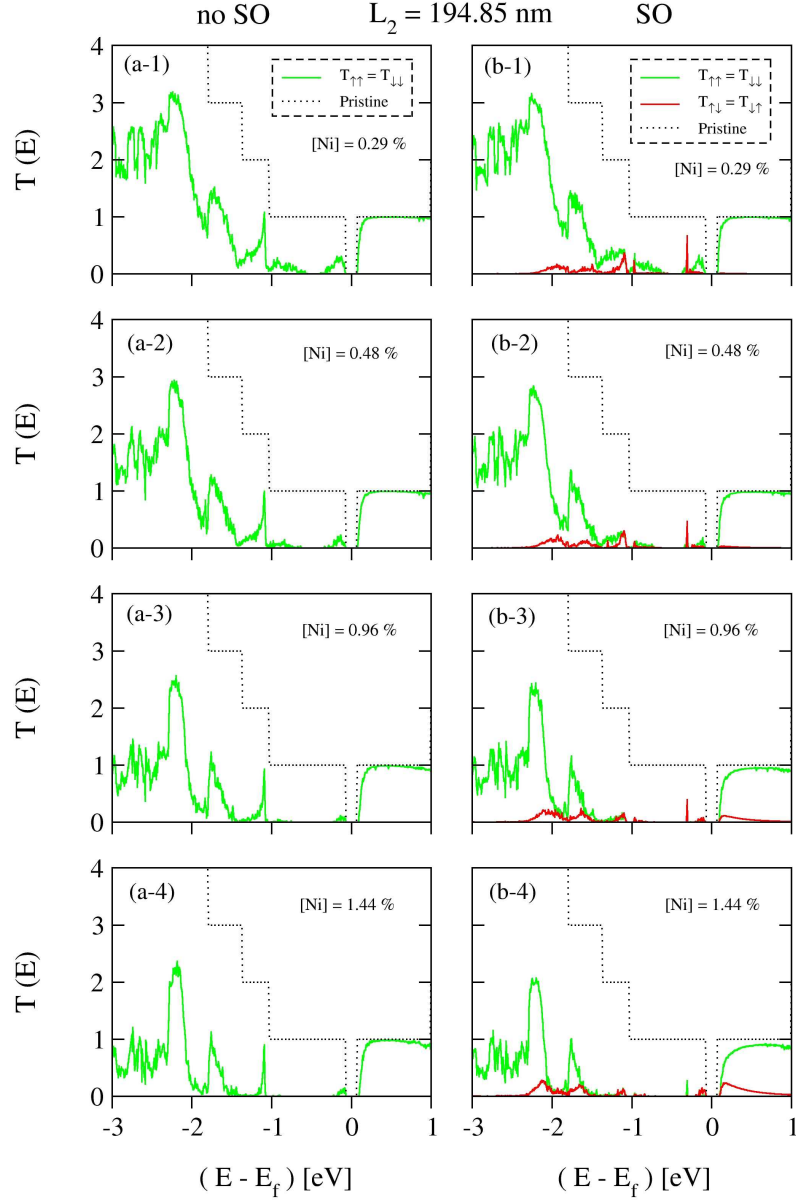 no SO L₂ = 194.85 nm SO
4 (a-1) T↑↑ = T↓↓ (b-1) T↑↑ = T↓↓
3 Pristine T↑↓ = T↓↑
T (E) 2 [Ni] = 0.29 % Pristine
1 [Ni] = 0.29 %
0
4 (a-2) [Ni] = 0.48 % (b-2) [Ni] = 0.48 %
3
T (E) 2
1
0
4 (a-3) [Ni] = 0.96 % (b-3) [Ni] = 0.96 %
3
T (E) 2
1
0
4 (a-4) [Ni] = 1.44 % (b-4) [Ni] = 1.44 %
3
T (E) 2
1
0
-3 -2 -1 0 1 -3 -2 -1 0 1
( E - E_f ) [eV] ( E - E_f ) [eV]